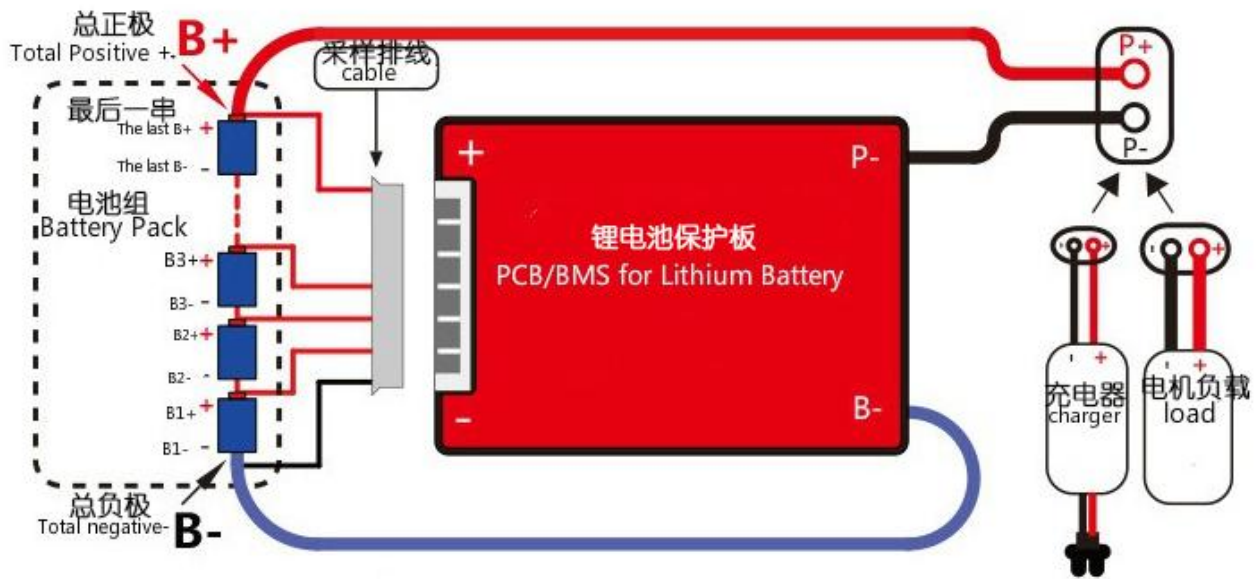 总正极
Total Positive +
B+
采样排线
cable
P+
P-
最后一串
The last B+ +
The last B- -
电池组
Battery Pack
B3+ +
B3- -
B2+ +
B2- -
B1+ +
B1- -
总负极
Total negative-
B-
+
P-
锂电池保护板
PCB/BMS for Lithium Battery
B-
-
- +
- +
充电器
charger
- +
- +
电机负载
load